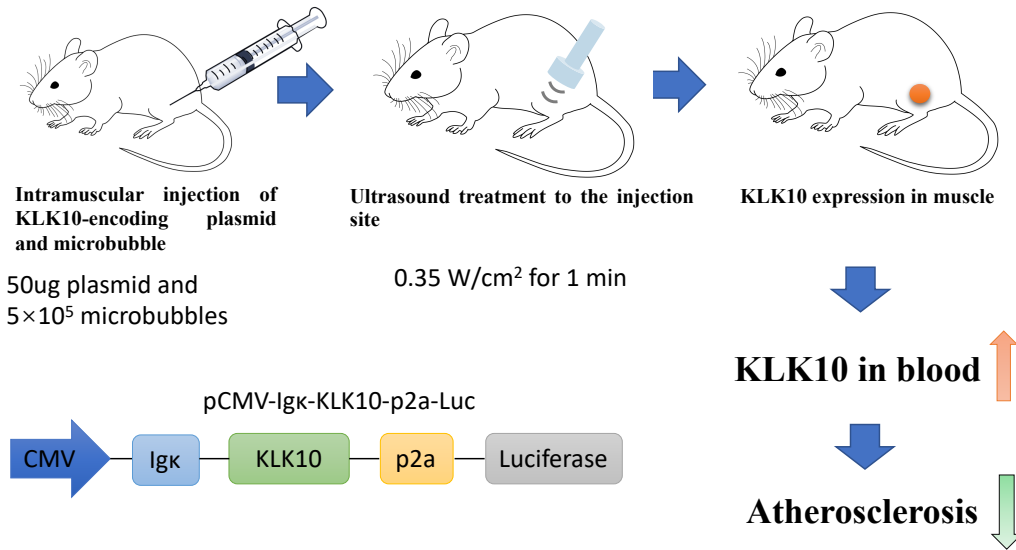 Intramuscular injection of
KLK10-encoding plasmid
and microbubble
Ultrasound treatment to the injection
site
KLK10 expression in muscle
50ug plasmid and
5×10⁵ microbubbles
0.35 W/cm² for 1 min
KLK10 in blood
Atherosclerosis
pCMV-Igκ-KLK10-p2a-Luc
CMV
Igκ
KLK10
p2a
Luciferase